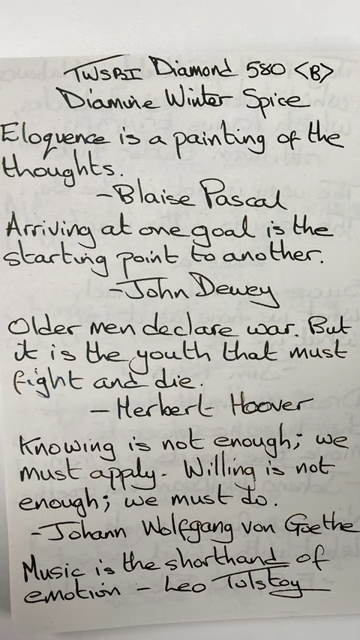 TWSBI Diamond 580 <B>
Diamine Winter Spice
Eloquence is a painting of the
thoughts.
-Blaise Pascal
Arriving at one goal is the
starting point to another.
-John Dewey
Older men declare war. But
it is the youth that must
fight and die.
- Herbert Hoover
Knowing is not enough; we
must apply. Willing is not
enough; we must do.
-Johann Wolfgang von Goethe
Music is the shorthand of
emotion - Leo Tolstoy